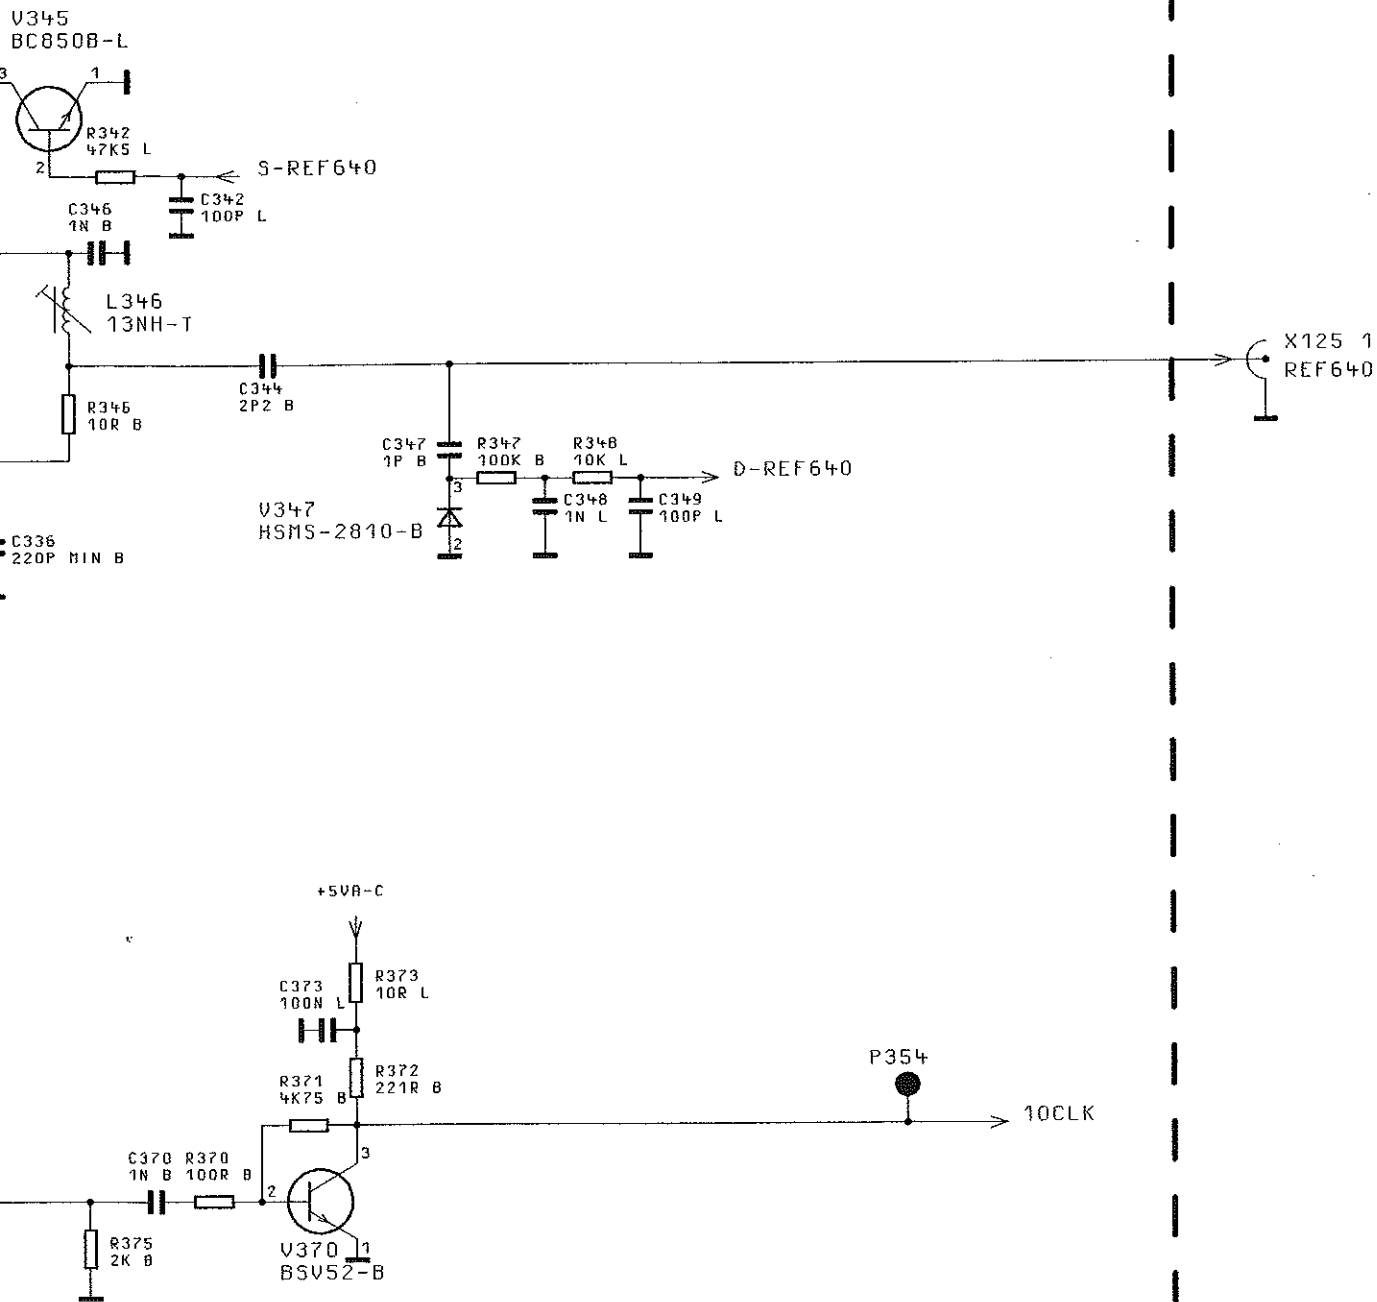 V345
BC850B-L
3
1
R342
47K5 L
2
S-REF640
C342
100P L
C346
1N B
L346
13NH-T
X125 1
REF640
C344
2P2 B
R346
10R B
C347
1P B
R347
100K B
R348
10K L
D-REF640
3
V347
HSMS-2810-B
C348
1N L
C349
100P L
2
C336
220P MIN B
+5VA-C
R373
10R L
C373
100N L
R372
221R B
R371
4K75 B
P354
10CLK
3
C370
1N B
R370
100R B
2
R375
2K B
V370
BSV52-B
1